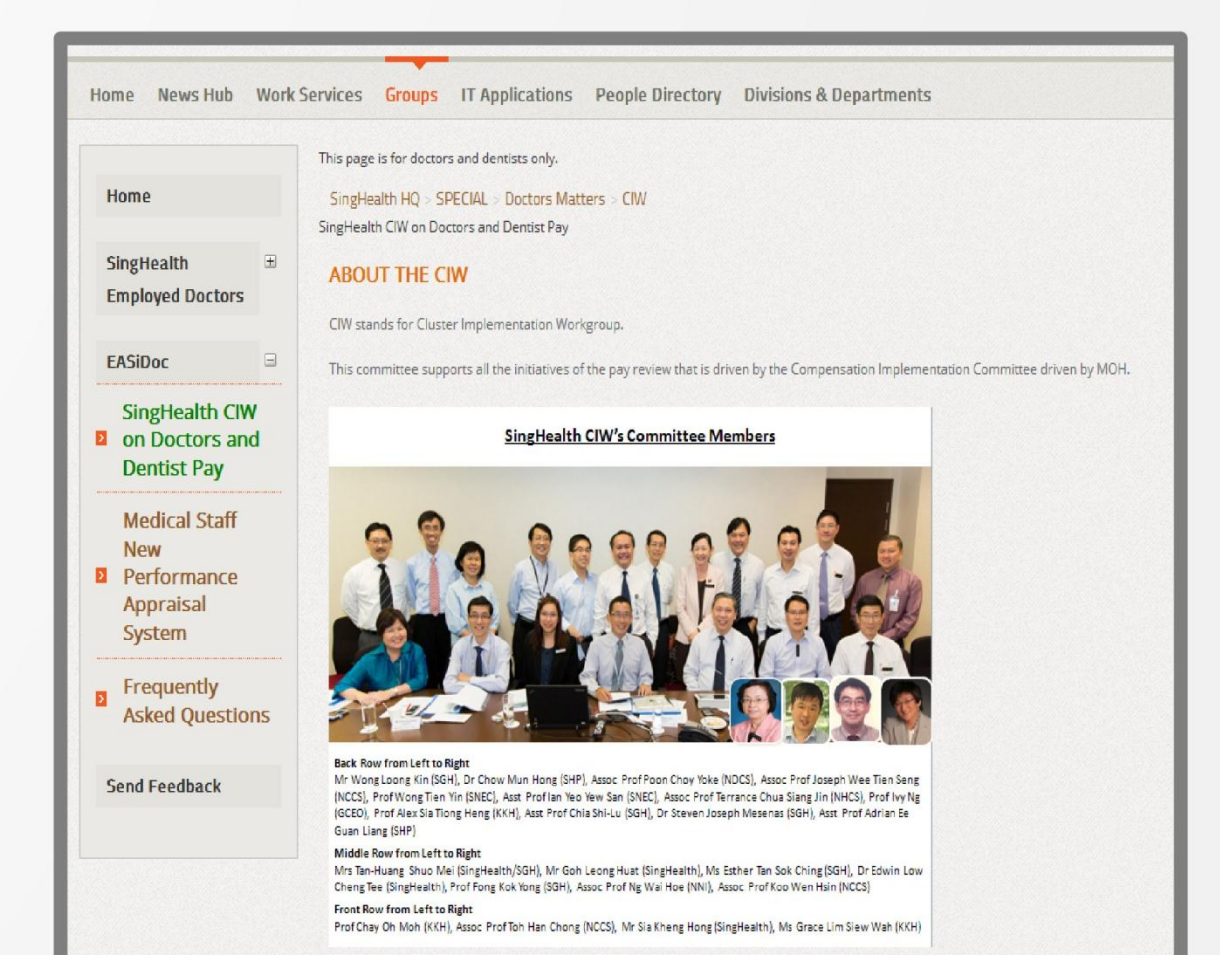 Home News Hub Work Services Groups IT Applications People Directory Divisions & Departments
Home
SingHealth
Employed Doctors
EASiDoc
SingHealth CIW
on Doctors and
Dentist Pay
Medical Staff
New
Performance
Appraisal
System
Frequently
Asked Questions
Send Feedback
This page is for doctors and dentists only.
SingHealth HQ > SPECIAL > Doctors Matters > CIW
SingHealth CIW on Doctors and Dentist Pay
ABOUT THE CIW
CIW stands for Cluster Implementation Workgroup.
This committee supports all the initiatives of the pay review that is driven by the Compensation Implementation Committee driven by MOH.
SingHealth CIW's Committee Members
Back Row from Left to Right
Mr Wong Loong Kin (SGH), Dr Chow Mun Hong (SHP), Assoc Prof Poon Choy Yoke (NDCS), Assoc Prof Joseph Wee Tien Seng
(NCCS), Prof Wong Tien Yin (SNEC), Asst Prof Ian Yeo Yew San (SNEC), Assoc Prof Terrance Chua Siang Jin (NHCS), Prof Ivy Ng
(GCEO), Prof Alex Sia Tiong Heng (KKH), Asst Prof Chia Shi-Lu (SGH), Dr Steven Joseph Mesenas (SGH), Asst Prof Adrian Ee
Guan Liang (SHP)
Middle Row from Left to Right
Mrs Tan-Huang Shuo Mei (SingHealth/SGH), Mr Goh Leong Huat (SingHealth), Ms Esther Tan Sok Ching (SGH), Dr Edwin Low
Cheng Tee (SingHealth), Prof Fong Kok Yong (SGH), Assoc Prof Ng Wai Hoe (NNI), Assoc Prof Koo Wen Hsin (NCCS)
Front Row from Left to Right
Prof Chay Oh Moh (KKH), Assoc Prof Toh Han Chong (NCCS), Mr Sia Kheng Hong (SingHealth), Ms Grace Lim Siew Wah (KKH)